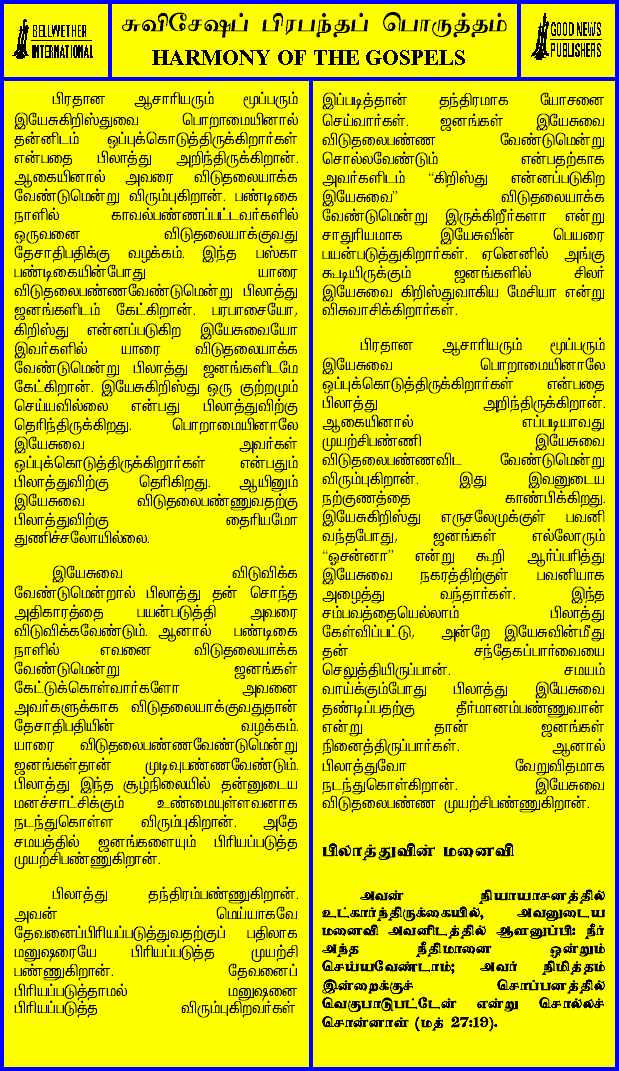 BELLWETHER
INTERNATIONAL
சுவிசேஷப் பிரபந்தப் பொருத்தம்
HARMONY OF THE GOSPELS
GOOD NEWS
PUBLISHERS
பிரதான ஆசாரியரும் மூப்பரும்
இயேசுகிறிஸ்துவை பொறாமையினால்
தன்னிடம் ஒப்புக்கொடுத்திருக்கிறார்கள்
என்பதை பிலாத்து அறிந்திருக்கிறான்.
ஆகையினால் அவரை விடுதலையாக்க
வேண்டுமென்று விரும்புகிறான். பண்டிகை
நாளில் காவல்பண்ணப்பட்டவர்களில்
ஒருவனை விடுதலையாக்குவது
தேசாதிபதிக்கு வழக்கம். இந்த பஸ்கா
பண்டிகையின்போது யாரை
விடுதலைபண்ணவேண்டுமென்று பிலாத்து
ஜனங்களிடம் கேட்கிறான். பரபாசையோ,
கிறிஸ்து என்னப்படுகிற இயேசுவையோ
இவர்களில் யாரை விடுதலையாக்க
வேண்டுமென்று பிலாத்து ஜனங்களிடமே
கேட்கிறான். இயேசுகிறிஸ்து ஒரு குற்றமும்
செய்யவில்லை என்பது பிலாத்துவிற்கு
தெரிந்திருக்கிறது. பொறாமையினாலே
இயேசுவை அவர்கள்
ஒப்புக்கொடுத்திருக்கிறார்கள் என்பதும்
பிலாத்துவிற்கு தெரிகிறது. ஆயினும்
இயேசுவை விடுதலைபண்ணுவதற்கு
பிலாத்துவிற்கு தைரியமோ
துணிச்சலோயில்லை.
இயேசுவை விடுவிக்க
வேண்டுமென்றால் பிலாத்து தன் சொந்த
அதிகாரத்தை பயன்படுத்தி அவரை
விடுவிக்கவேண்டும். ஆனால் பண்டிகை
நாளில் எவனை விடுதலையாக்க
வேண்டுமென்று ஜனங்கள்
கேட்டுக்கொள்வார்களோ அவனை
அவர்களுக்காக விடுதலையாக்குவதுதான்
தேசாதிபதியின் வழக்கம்.
யாரை விடுதலைபண்ணவேண்டுமென்று
ஜனங்கள்தான் முடிவுபண்ணவேண்டும்.
பிலாத்து இந்த சூழ்நிலையில் தன்னுடைய
மனச்சாட்சிக்கும் உண்மையுள்ளவனாக
நடந்துகொள்ள விரும்புகிறான். அதே
சமயத்தில் ஜனங்களையும் பிரியப்படுத்த
முயற்சிபண்ணுகிறான்.
பிலாத்து தந்திரம்பண்ணுகிறான்.
அவன் மெய்யாகவே
தேவனைப்பிரியப்படுத்துவதற்குப் பதிலாக
மனுஷரையே பிரியப்படுத்த முயற்சி
பண்ணுகிறான். தேவனைப்
பிரியப்படுத்தாமல் மனுஷனை
பிரியப்படுத்த விரும்புகிறவர்கள்
இப்படித்தான் தந்திரமாக யோசனை
செய்வார்கள். ஜனங்கள் இயேசுவை
விடுதலைபண்ண வேண்டுமென்று
சொல்லவேண்டும் என்பதற்காக
அவர்களிடம் “கிறிஸ்து என்னப்படுகிற
இயேசுவை” விடுதலையாக்க
வேண்டுமென்று இருக்கிறீர்களா என்று
சாதுரியமாக இயேசுவின் பெயரை
பயன்படுத்துகிறார்கள். ஏனெனில் அங்கு
கூடியிருக்கும் ஜனங்களில் சிலர்
இயேசுவை கிறிஸ்துவாகிய மேசியா என்று
விசுவாசிக்கிறார்கள்.
பிரதான ஆசாரியரும் மூப்பரும்
இயேசுவை பொறாமையினாலே
ஒப்புக்கொடுத்திருக்கிறார்கள் என்பதை
பிலாத்து அறிந்திருக்கிறான்.
ஆகையினால் எப்படியாவது
முயற்சிபண்ணி இயேசுவை
விடுதலைபண்ணவிட வேண்டுமென்று
விரும்புகிறான். இது இவனுடைய
நற்குணத்தை காண்பிக்கிறது.
இயேசுகிறிஸ்து எருசலேமுக்குள் பவனி
வந்தபோது, ஜனங்கள் எல்லோரும்
“ஓசன்னா” என்று கூறி ஆர்ப்பரித்து
இயேசுவை நகரத்திற்குள் பவனியாக
அழைத்து வந்தார்கள். இந்த
சம்பவத்தையெல்லாம் பிலாத்து
கேள்விப்பட்டு, அன்றே இயேசுவின்மீது
தன் சந்தேகப்பார்வையை
செலுத்தியிருப்பான். சமயம்
வாய்க்கும்போது பிலாத்து இயேசுவை
தண்டிப்பதற்கு தீர்மானம்பண்ணுவான்
என்று தான் ஜனங்கள்
நினைத்திருப்பார்கள். ஆனால்
பிலாத்துவோ வேறுவிதமாக
நடந்துகொள்கிறான். இயேசுவை
விடுதலைபண்ண முயற்சிபண்ணுகிறான்.
பிலாத்துவின் மனைவி
அவன் நியாயாசனத்தில்
உட்கார்ந்திருக்கையில், அவனுடைய
மனைவி அவனிடத்தில் ஆளனுப்பி: நீர்
அந்த நீதிமானை ஒன்றும்
செய்யவேண்டாம்; அவர் நிமித்தம்
இன்றைக்குச் சொப்பனத்தில்
வெகுபாடுபட்டேன் என்று சொல்லச்
சொன்னாள் (மத் 27:19).